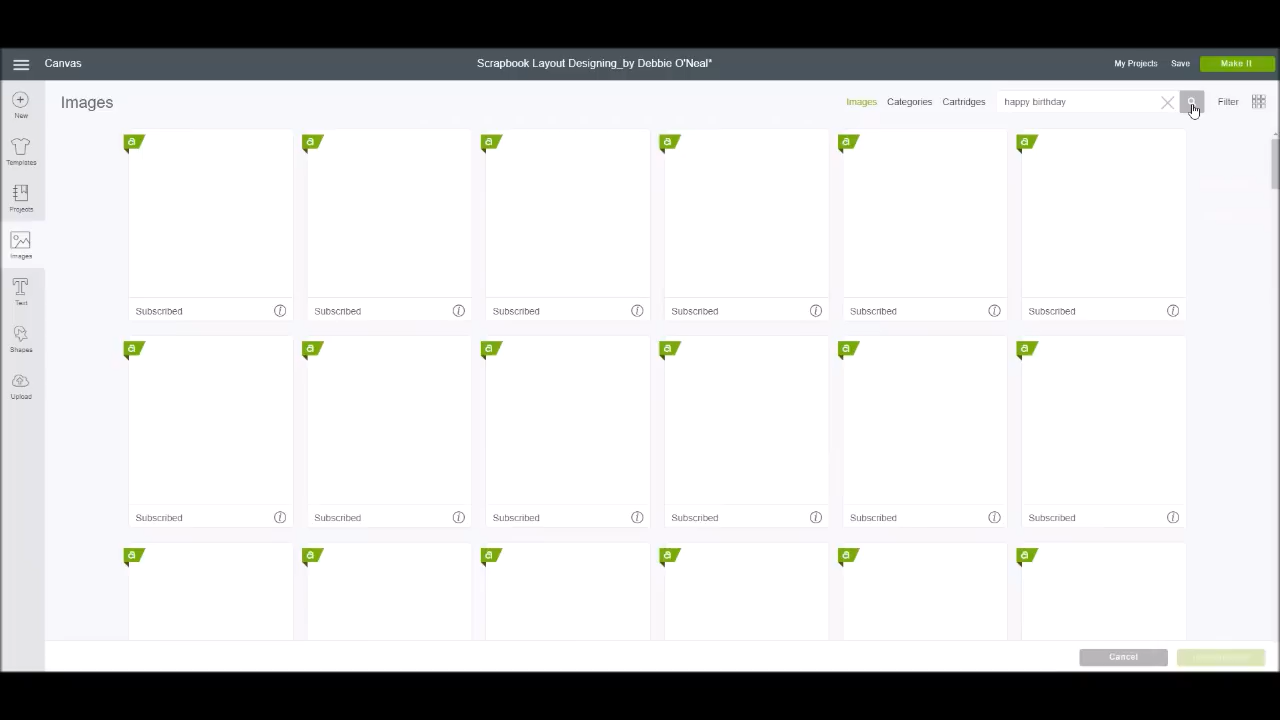 Canvas
Scrapbook Layout Designing_by Debbie O'Neal*
My Projects
Save
Make It
New
Templates
Projects
Images
Text
Shapes
Upload
Images
Images
Categories
Cartridges
happy birthday
Filter
a a a a a a
Subscribed Subscribed Subscribed Subscribed Subscribed Subscribed
a a a a a a
Subscribed Subscribed Subscribed Subscribed Subscribed Subscribed
a a a a a a
Cancel